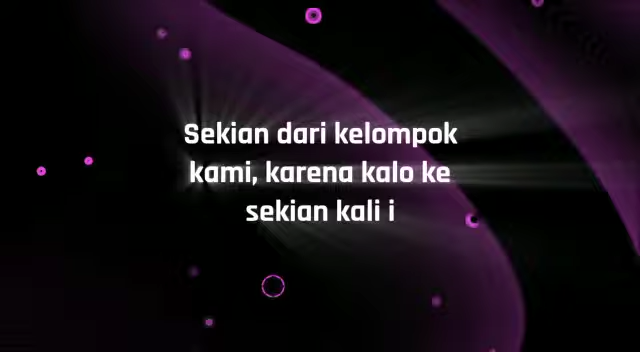 Sekian dari kelompok
kami, karena kalo ke
sekian kali i